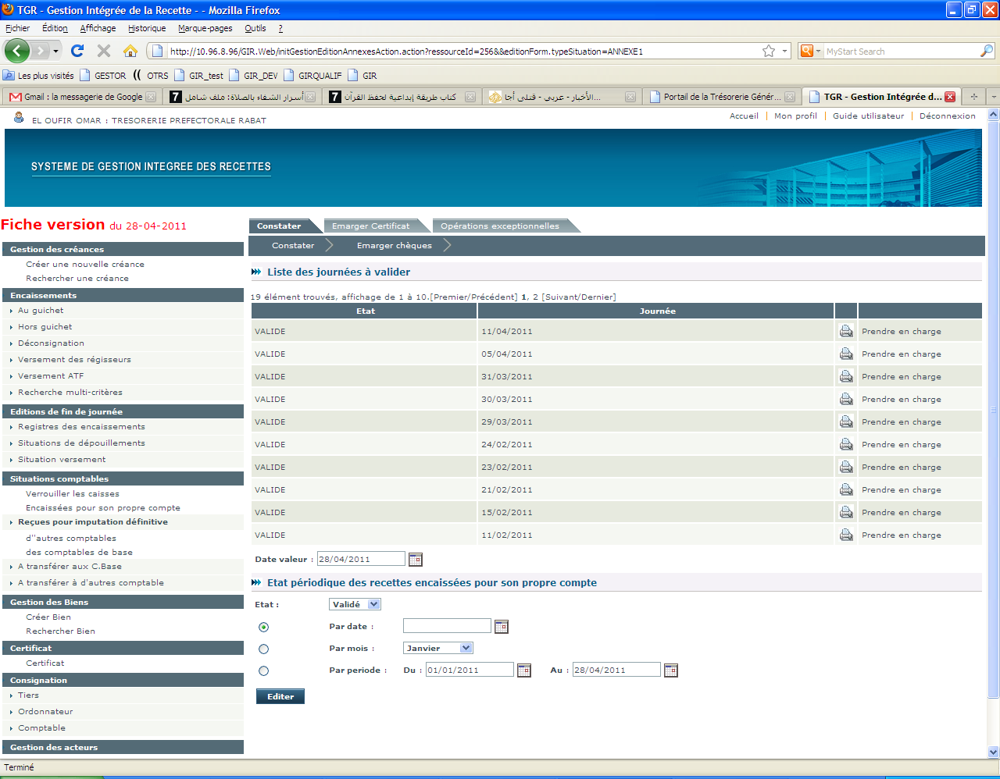 TGR - Gestion Intégrée de la Recette - - Mozilla Firefox
Fichier Édition Affichage Historique Marque-pages Outils ?
http://10.96.8.96/GIR.Web/initGestionEditionAnnexesAction.action?ressourceId=256&&editionForm.typeSituation=ANNEXE1
MyStart Search
Les plus visités GESTOR OTRS GIR_test GIR_DEV GIRQUALIF GIR
Gmail : la messagerie de Google
أسرار الشفاء بالصلاة: ملف شامل
كتاب طريقة إبداعية لحفظ القرآن
الأخبار - عربي - قتلى أجا...
Portail de la Trésorerie Génér...
TGR - Gestion Intégrée d...
EL OUFIR OMAR : TRESORERIE PREFECTORALE RABAT
Accueil | Mon profil | Guide utilisateur | Déconnexion
SYSTEME DE GESTION INTEGREE DES RECETTES
Fiche version du 28-04-2011
Gestion des créances
Créer une nouvelle créance
Rechercher une créance
Encaissements
Au guichet
Hors guichet
Déconsignation
Versement des régisseurs
Versement ATF
Recherche multi-critères
Editions de fin de journée
Registres des encaissements
Situations de dépouillements
Situation versement
Situations comptables
Verrouiller les caisses
Encaissées pour son propre compte
Reçues pour imputation définitive
d''autres comptables
des comptables de base
A transférer aux C.Base
A transférer à d'autres comptable
Gestion des Biens
Créer Bien
Rechercher Bien
Certificat
Certificat
Consignation
Tiers
Ordonnateur
Comptable
Gestion des acteurs
Constater Emarger Certificat Opérations exceptionnelles
Constater Emarger chèques
Liste des journées à valider
19 élément trouvés, affichage de 1 à 10.[Premier/Précédent] 1, 2 [Suivant/Dernier]
Etat Journée
VALIDE 11/04/2011 Prendre en charge
VALIDE 05/04/2011 Prendre en charge
VALIDE 31/03/2011 Prendre en charge
VALIDE 30/03/2011 Prendre en charge
VALIDE 29/03/2011 Prendre en charge
VALIDE 24/02/2011 Prendre en charge
VALIDE 23/02/2011 Prendre en charge
VALIDE 21/02/2011 Prendre en charge
VALIDE 15/02/2011 Prendre en charge
VALIDE 11/02/2011 Prendre en charge
Date valeur : 28/04/2011
Etat périodique des recettes encaissées pour son propre compte
Etat : Validé
Par date :
Par mois : Janvier
Par periode : Du : 01/01/2011 Au : 28/04/2011
Editer
Terminé